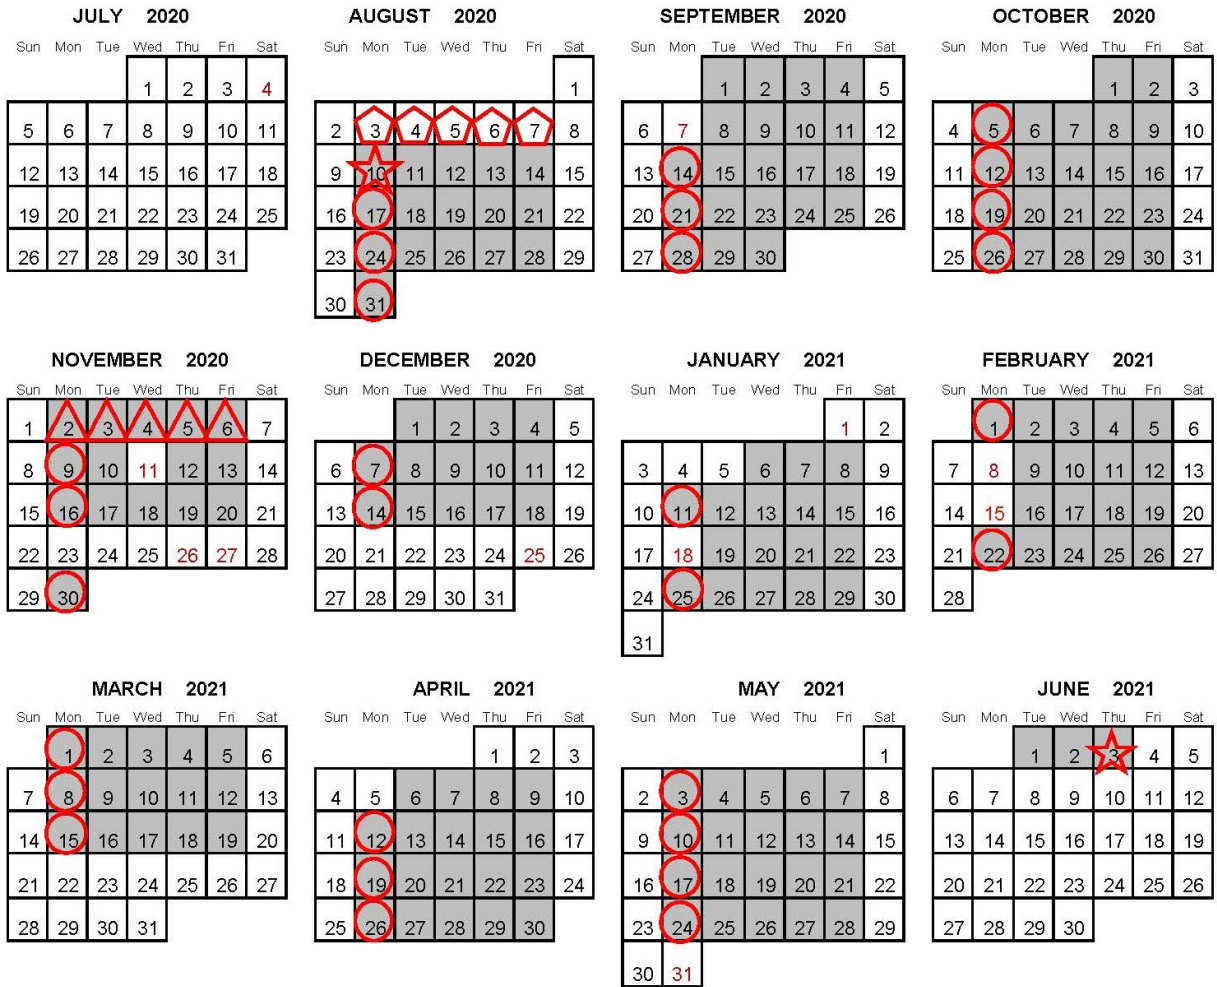 JULY 2020
Sun Mon Tue Wed Thu Fri Sat
1 2 3 4
5 6 7 8 9 10 11
12 13 14 15 16 17 18
19 20 21 22 23 24 25
26 27 28 29 30 31
AUGUST 2020
Sun Mon Tue Wed Thu Fri Sat
1
2 3 4 5 6 7 8
9 10 11 12 13 14 15
16 17 18 19 20 21 22
23 24 25 26 27 28 29
30 31
SEPTEMBER 2020
Sun Mon Tue Wed Thu Fri Sat
1 2 3 4 5
6 7 8 9 10 11 12
13 14 15 16 17 18 19
20 21 22 23 24 25 26
27 28 29 30
OCTOBER 2020
Sun Mon Tue Wed Thu Fri Sat
1 2 3
4 5 6 7 8 9 10
11 12 13 14 15 16 17
18 19 20 21 22 23 24
25 26 27 28 29 30 31
NOVEMBER 2020
Sun Mon Tue Wed Thu Fri Sat
1 2 3 4 5 6 7
8 9 10 11 12 13 14
15 16 17 18 19 20 21
22 23 24 25 26 27 28
29 30
DECEMBER 2020
Sun Mon Tue Wed Thu Fri Sat
1 2 3 4 5
6 7 8 9 10 11 12
13 14 15 16 17 18 19
20 21 22 23 24 25 26
27 28 29 30 31
JANUARY 2021
Sun Mon Tue Wed Thu Fri Sat
1 2
3 4 5 6 7 8 9
10 11 12 13 14 15 16
17 18 19 20 21 22 23
24 25 26 27 28 29 30
31
FEBRUARY 2021
Sun Mon Tue Wed Thu Fri Sat
1 2 3 4 5 6
7 8 9 10 11 12 13
14 15 16 17 18 19 20
21 22 23 24 25 26 27
28
MARCH 2021
Sun Mon Tue Wed Thu Fri Sat
1 2 3 4 5 6
7 8 9 10 11 12 13
14 15 16 17 18 19 20
21 22 23 24 25 26 27
28 29 30 31
APRIL 2021
Sun Mon Tue Wed Thu Fri Sat
1 2 3
4 5 6 7 8 9 10
11 12 13 14 15 16 17
18 19 20 21 22 23 24
25 26 27 28 29 30
MAY 2021
Sun Mon Tue Wed Thu Fri Sat
1
2 3 4 5 6 7 8
9 10 11 12 13 14 15
16 17 18 19 20 21 22
23 24 25 26 27 28 29
30 31
JUNE 2021
Sun Mon Tue Wed Thu Fri Sat
1 2 3 4 5
6 7 8 9 10 11 12
13 14 15 16 17 18 19
20 21 22 23 24 25 26
27 28 29 30